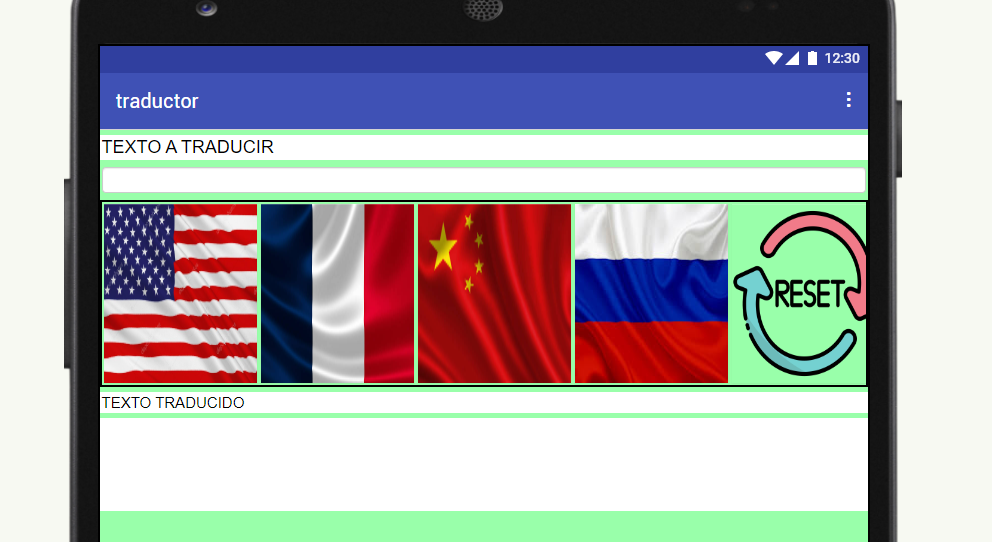 12:30
traductor
TEXTO A TRADUCIR
RESET
TEXTO TRADUCIDO